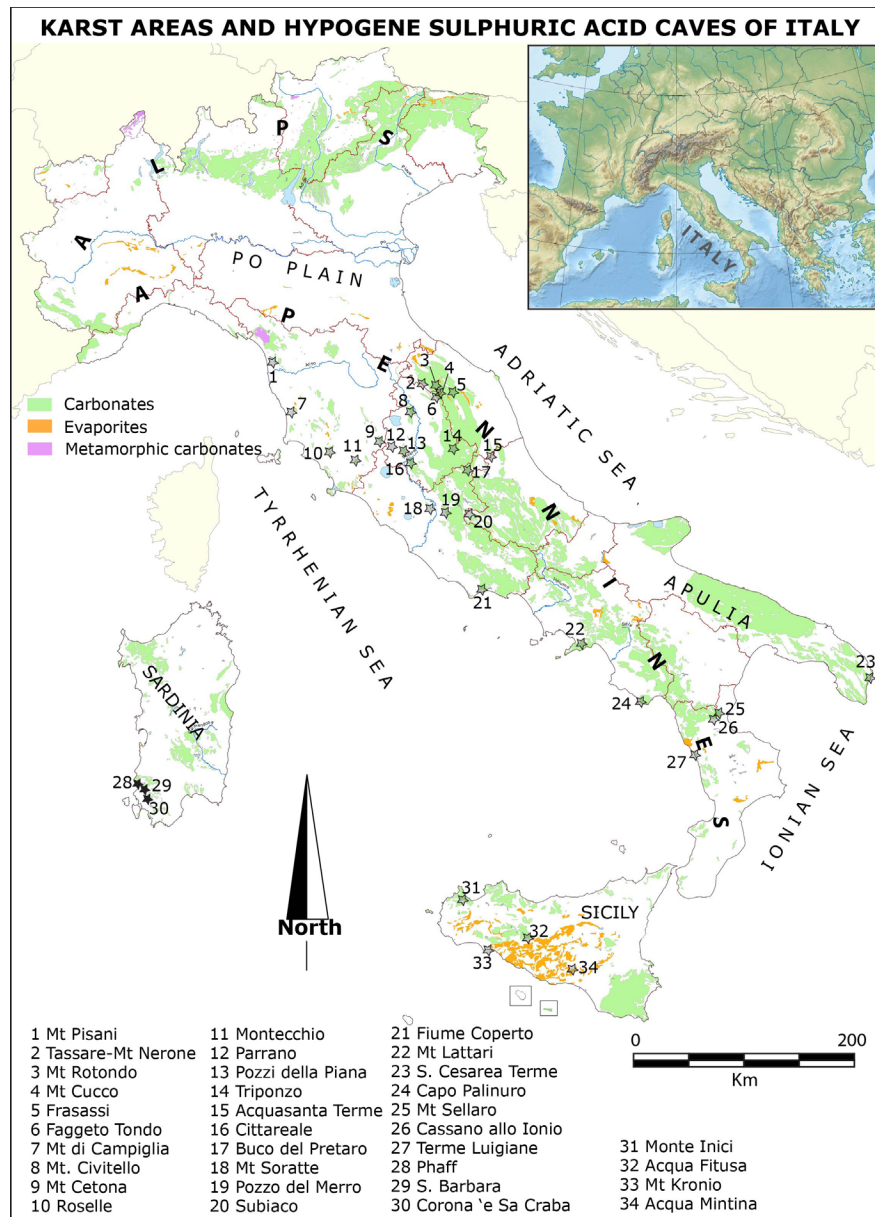 KARST AREAS AND HYPOGENE SULPHURIC ACID CAVES OF ITALY
ITALY
ALPS
PO PLAIN
APENNINES
ADRIATIC SEA
TYRRHENIAN SEA
IONIAN SEA
APULIA
SARDINIA
SICILY
Carbonates
Evaporites
Metamorphic carbonates
1
2
3
4
5
6
7
8
9
10
11
12
13
14
15
16
17
18
19
20
21
22
23
24
25
26
27
28
29
30
31
32
33
34
North
0 200
Km
1 Mt Pisani
2 Tassare-Mt Nerone
3 Mt Rotondo
4 Mt Cucco
5 Frasassi
6 Faggeto Tondo
7 Mt di Campiglia
8 Mt. Civitello
9 Mt Cetona
10 Roselle
11 Montecchio
12 Parrano
13 Pozzi della Piana
14 Triponzo
15 Acquasanta Terme
16 Cittareale
17 Buco del Pretaro
18 Mt Soratte
19 Pozzo del Merro
20 Subiaco
21 Fiume Coperto
22 Mt Lattari
23 S. Cesarea Terme
24 Capo Palinuro
25 Mt Sellaro
26 Cassano allo Ionio
27 Terme Luigiane
28 Phaff
29 S. Barbara
30 Corona ‘e Sa Craba
31 Monte Inici
32 Acqua Fitusa
33 Mt Kronio
34 Acqua Mintina